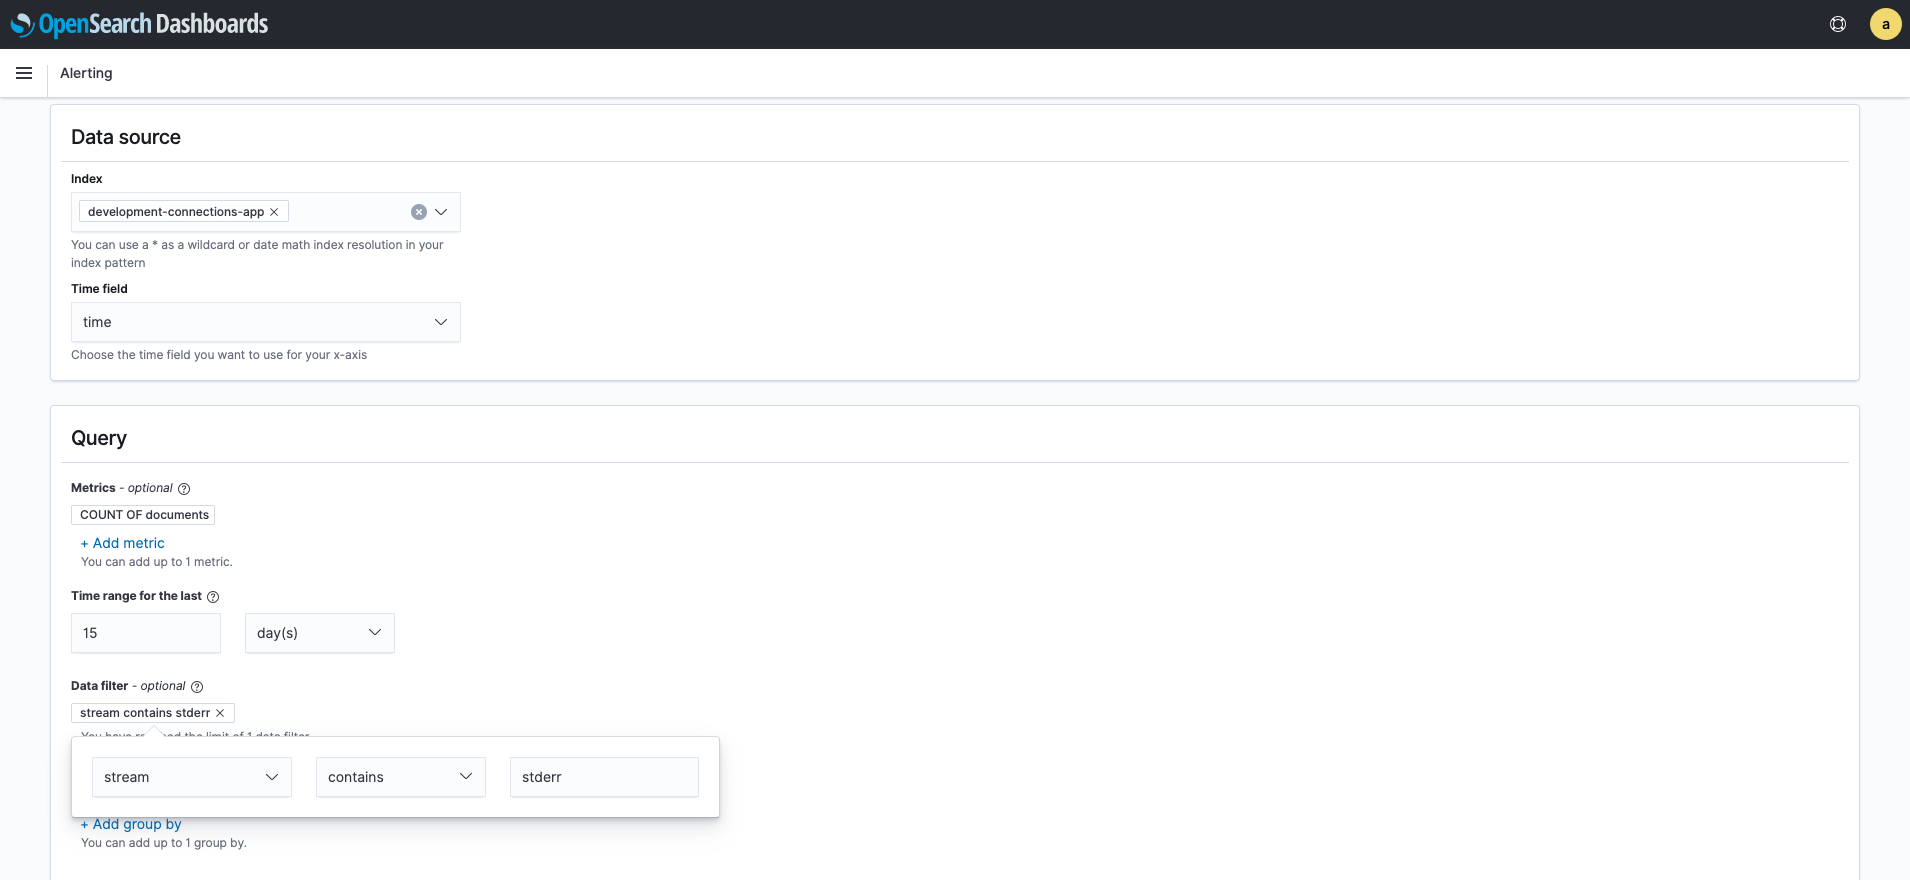 OpenSearch Dashboards
a
Alerting
Data source
Index
development-connections-app
You can use a * as a wildcard or date math index resolution in your
index pattern
Time field
time
Choose the time field you want to use for your x-axis
Query
Metrics - optional
COUNT OF documents
+ Add metric
You can add up to 1 metric.
Time range for the last
15
day(s)
Data filter - optional
stream contains stderr
You have the limit of 1 data filter.
stream
contains
stderr
+ Add group by
You can add up to 1 group by.